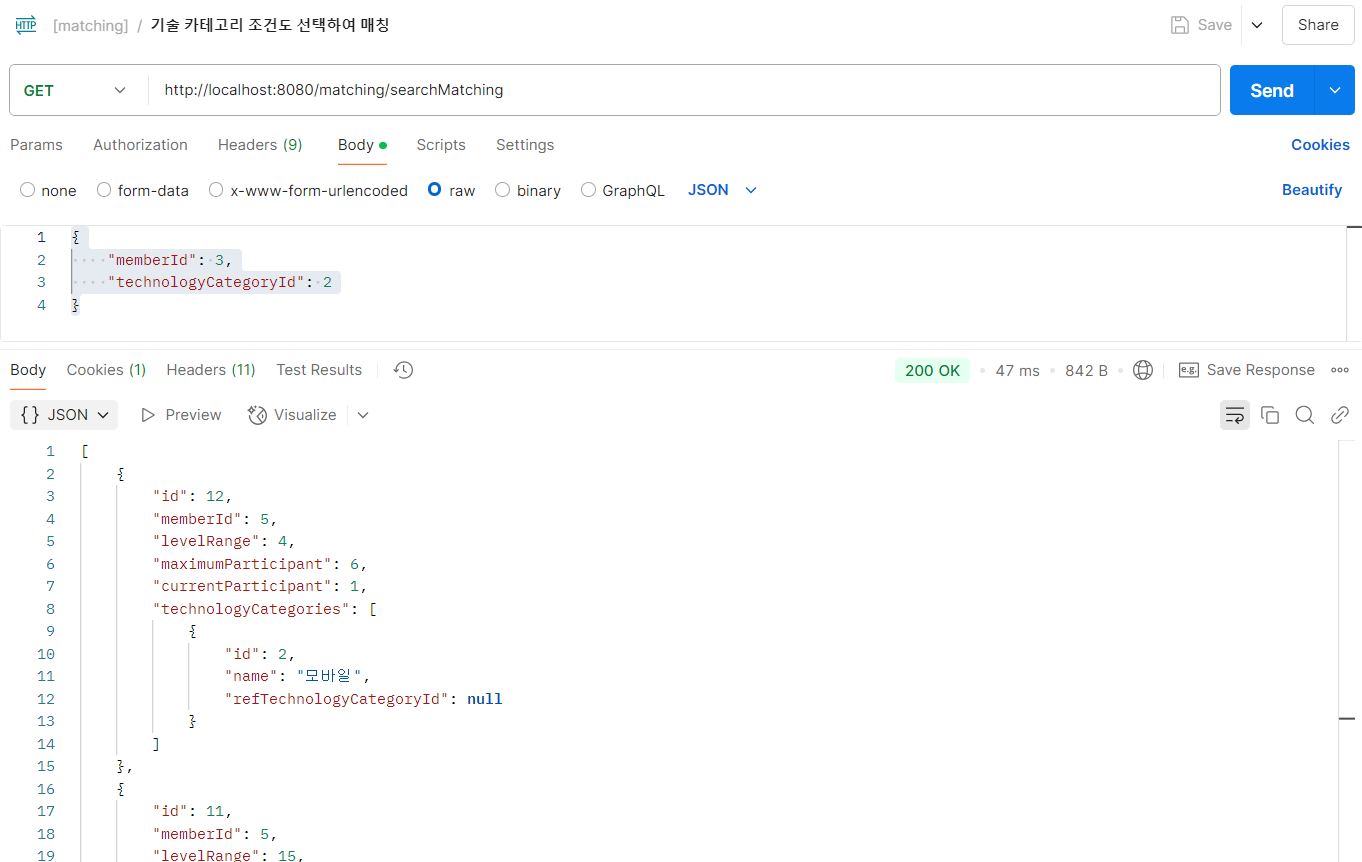 HTTP [matching] / 기술 카테고리 조건도 선택하여 매칭 Save Share
GET http://localhost:8080/matching/searchMatching Send
Params Authorization Headers (9) Body Scripts Settings Cookies
none form-data x-www-form-urlencoded raw binary GraphQL JSON Beautify
1 {
2 "memberId": 3,
3 "technologyCategoryId": 2
4 }
Body Cookies (1) Headers (11) Test Results 200 OK 47 ms 842 B e.g. Save Response
{} JSON Preview Visualize
1 [
2 {
3 "id": 12,
4 "memberId": 5,
5 "levelRange": 4,
6 "maximumParticipant": 6,
7 "currentParticipant": 1,
8 "technologyCategories": [
9 {
10 "id": 2,
11 "name": "모바일",
12 "refTechnologyCategoryId": null
13 }
14 ]
15 },
16 {
17 "id": 11,
18 "memberId": 5,
19 "levelRange": 15,